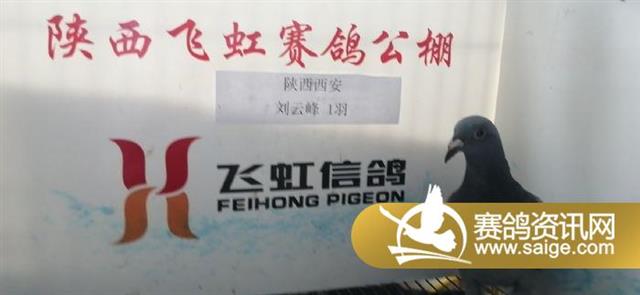 陕西飞虹赛鸽公棚
陕西西安
刘云峰 1羽
飞虹信鸽
FEIHONG PIGEON
赛鸽资讯网
www.saige.com